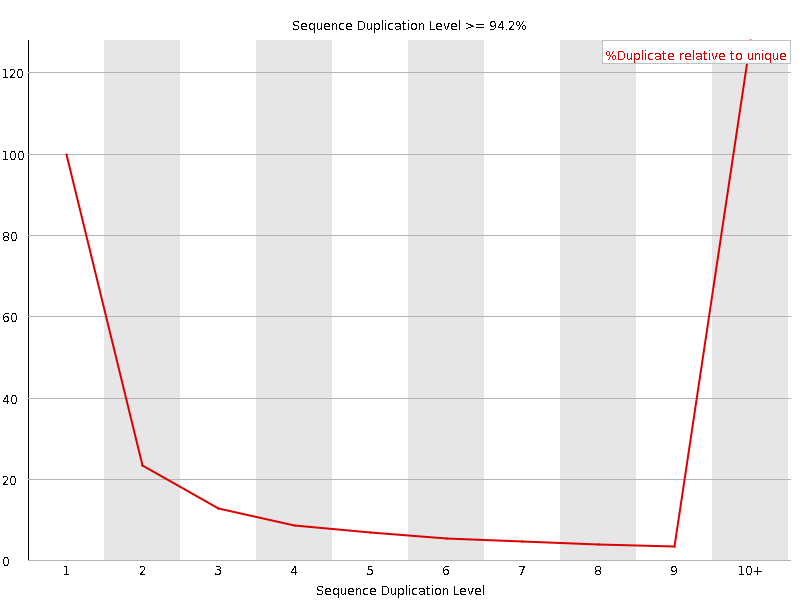 Sequence Duplication Level >= 94.2%
%Duplicate relative to unique
120
100
80
60
40
20
0
1 2 3 4 5 6 7 8 9 10+
Sequence Duplication Level